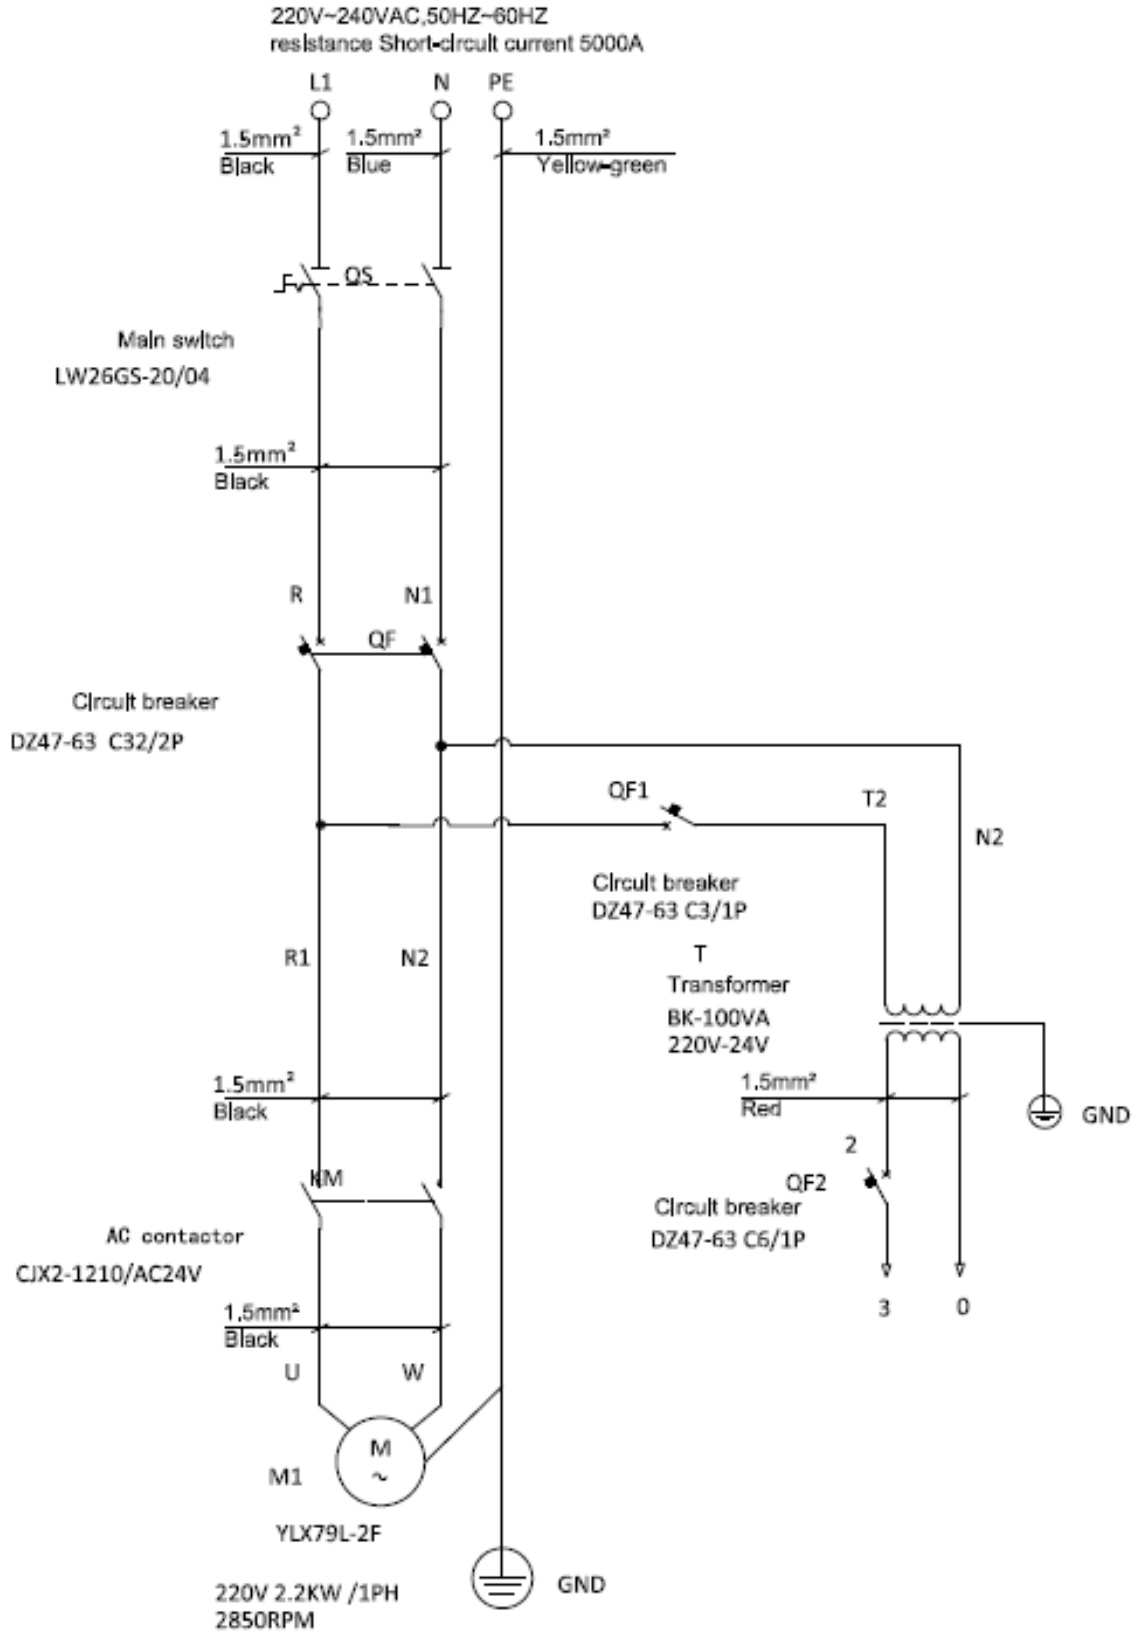 220V~240VAC,50HZ~60HZ
resistance Short-circuit current 5000A
L1 N PE
1.5mm² 1.5mm² 1.5mm²
Black Blue Yellow-green
QS
Main switch
LW26GS-20/04
1.5mm²
Black
R N1
QF
Circuit breaker
DZ47-63 C32/2P
QF1 T2
N2
Circuit breaker
DZ47-63 C3/1P
R1 N2
T
Transformer
BK-100VA
220V-24V
1.5mm²
Black
1.5mm²
Red
GND
2
KM
QF2
Circuit breaker
DZ47-63 C6/1P
AC contactor
CJX2-1210/AC24V
3 0
1.5mm²
Black
U W
M
~
M1
YLX79L-2F
GND
220V 2.2KW /1PH
2850RPM